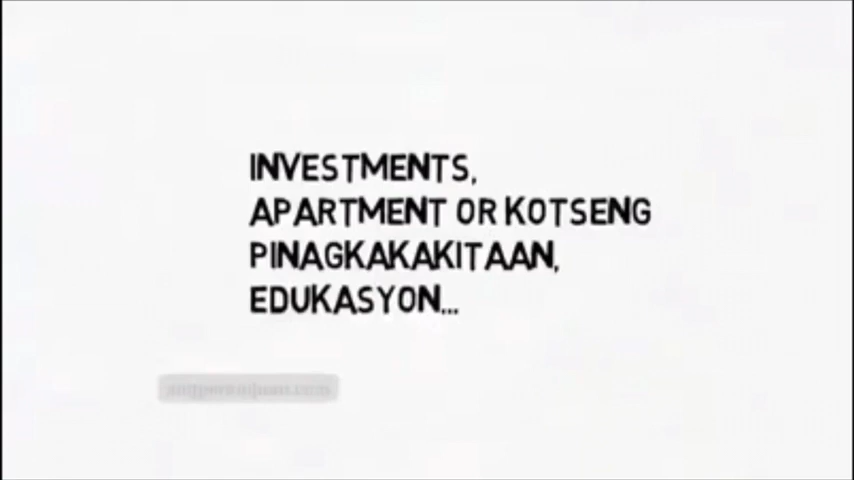 INVESTMENTS,
APARTMENT OR KOTSENG
PINAGKAKAKITAAN,
EDUKASYON...